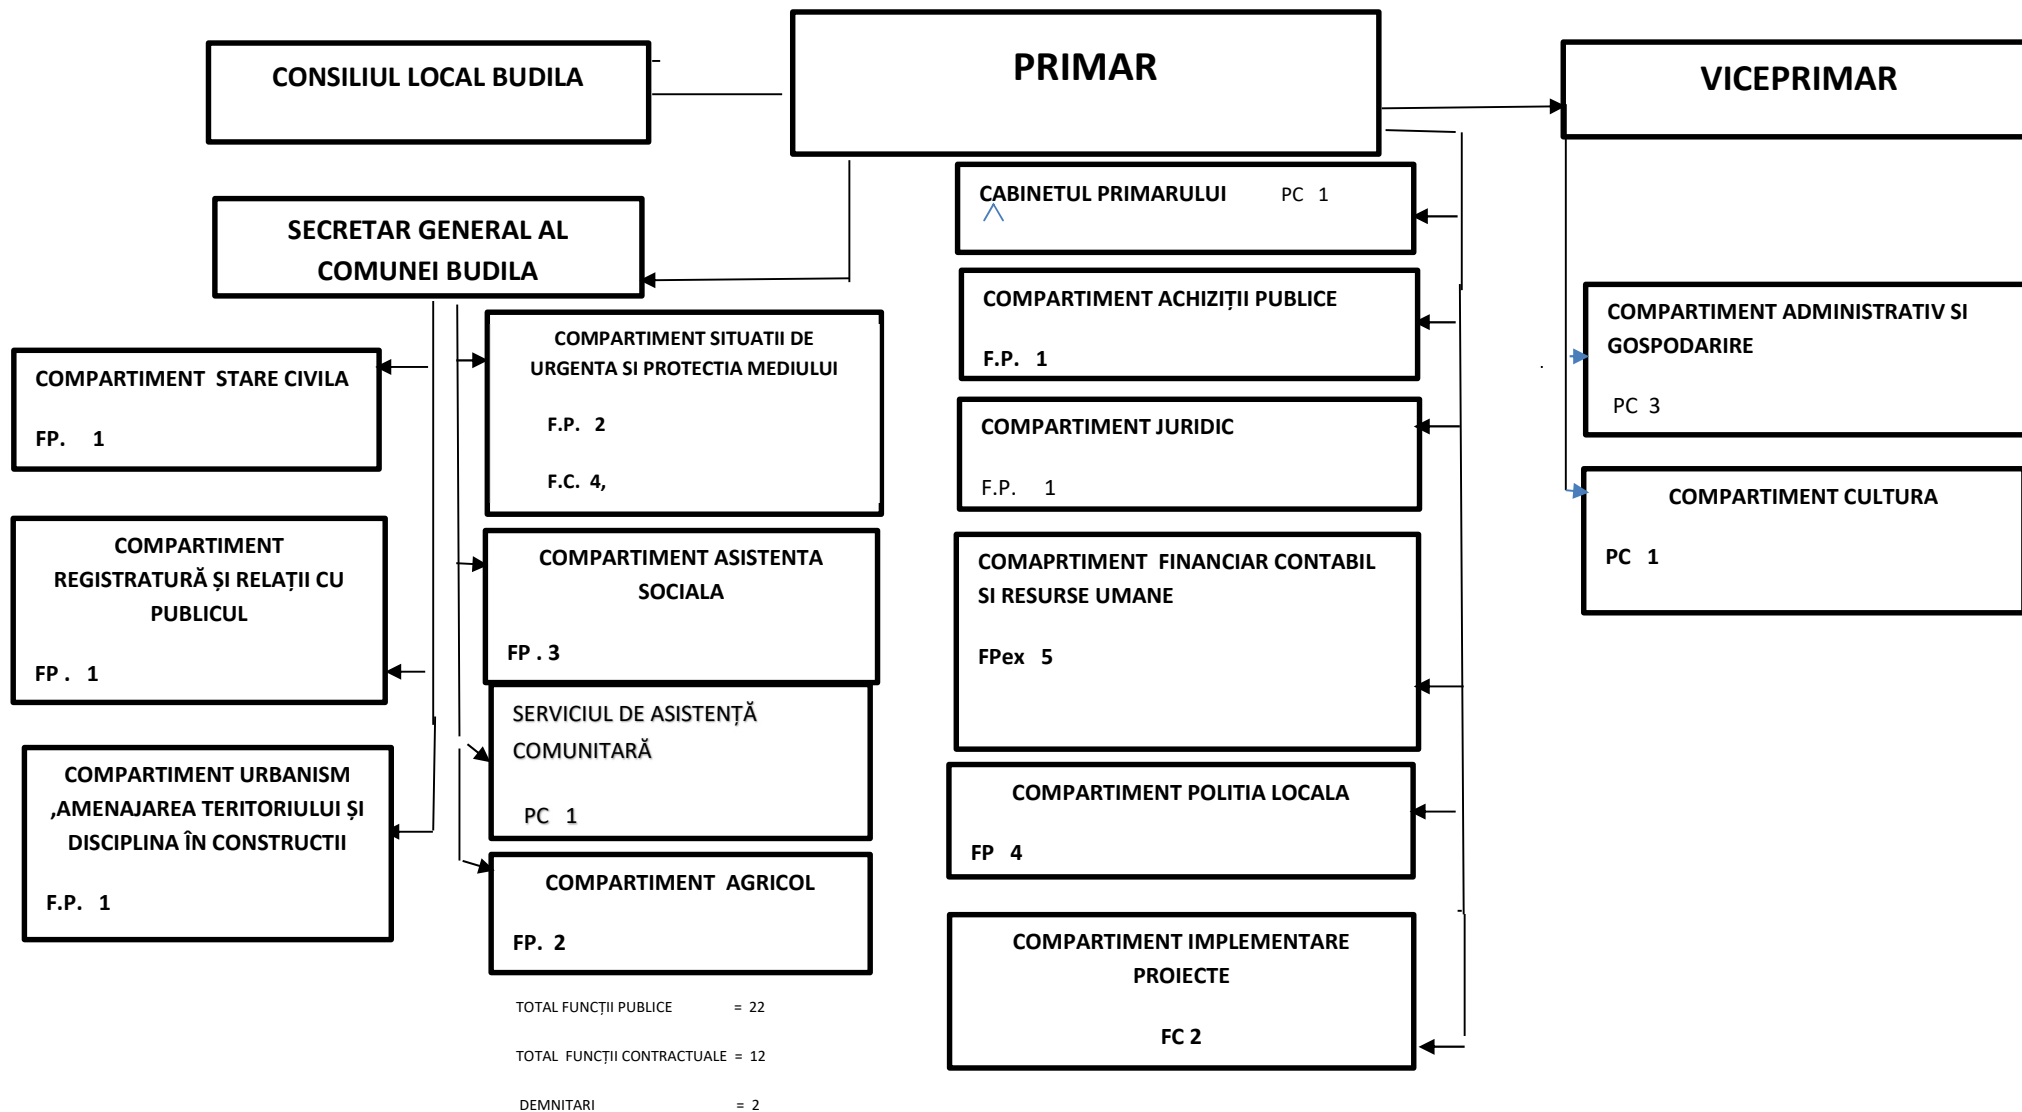 CONSILIUL LOCAL BUDILA
PRIMAR
VICEPRIMAR
SECRETAR GENERAL AL
COMUNEI BUDILA
COMPARTIMENT  STARE CIVILA
FP.    1
COMPARTIMENT
REGISTRATURĂ ȘI RELAȚII CU
PUBLICUL
FP .   1
COMPARTIMENT URBANISM
,AMENAJAREA TERITORIULUI ȘI
DISCIPLINA ÎN CONSTRUCTII
F.P.   1
COMPARTIMENT SITUATII DE
URGENTA SI PROTECTIA MEDIULUI
F.P.   2
F.C.  4,
COMPARTIMENT ASISTENTA
SOCIALA
FP . 3
SERVICIUL DE ASISTENȚĂ
COMUNITARĂ
PC   1
COMPARTIMENT  AGRICOL
FP.  2
TOTAL FUNCȚII PUBLICE = 22
TOTAL  FUNCȚII CONTRACTUALE = 12
DEMNITARI = 2
CABINETUL PRIMARULUI PC   1
COMPARTIMENT ACHIZIȚII PUBLICE
F.P.   1
COMPARTIMENT JURIDIC
F.P.    1
COMAPRTIMENT  FINANCIAR CONTABIL
SI RESURSE UMANE
FPex   5
COMPARTIMENT POLITIA LOCALA
FP   4
COMPARTIMENT IMPLEMENTARE
PROIECTE
FC 2
COMPARTIMENT ADMINISTRATIV SI
GOSPODARIRE
PC  3
COMPARTIMENT CULTURA
PC   1